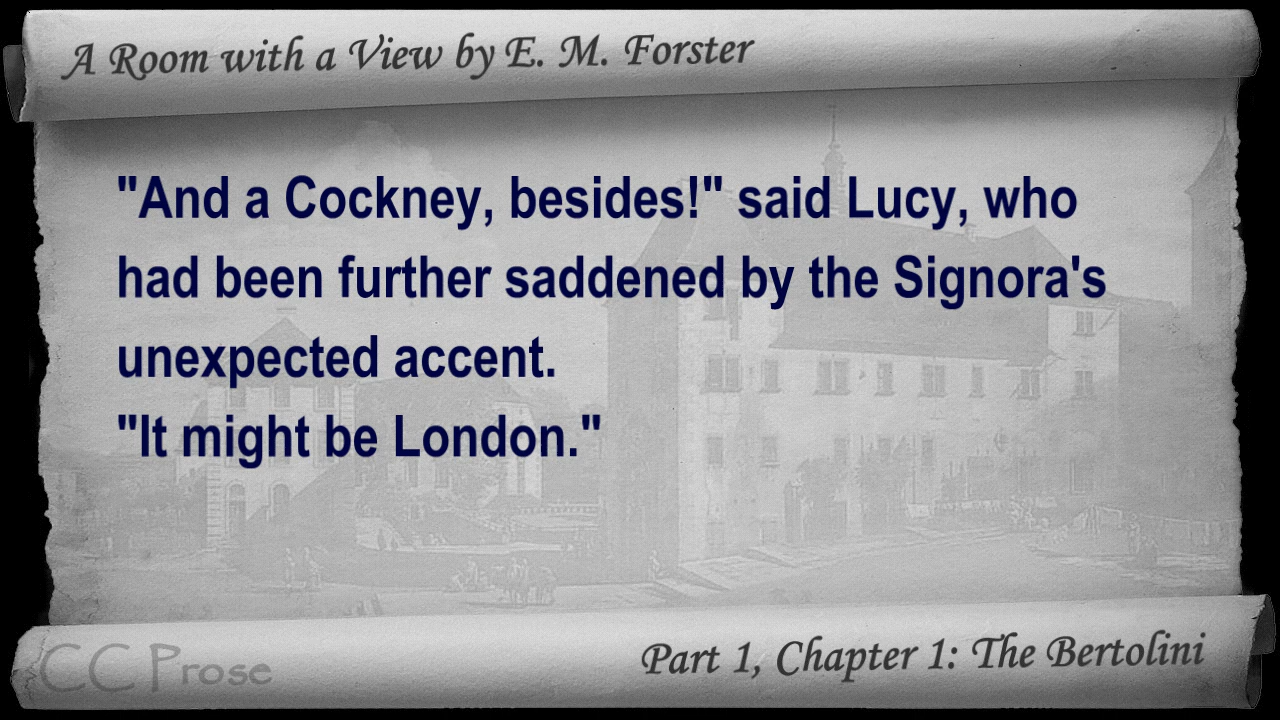 A Room with a View by E. M. Forster
"And a Cockney, besides!" said Lucy, who
had been further saddened by the Signora's
unexpected accent.
"It might be London."
CC Prose
Part 1, Chapter 1: The Bertolini